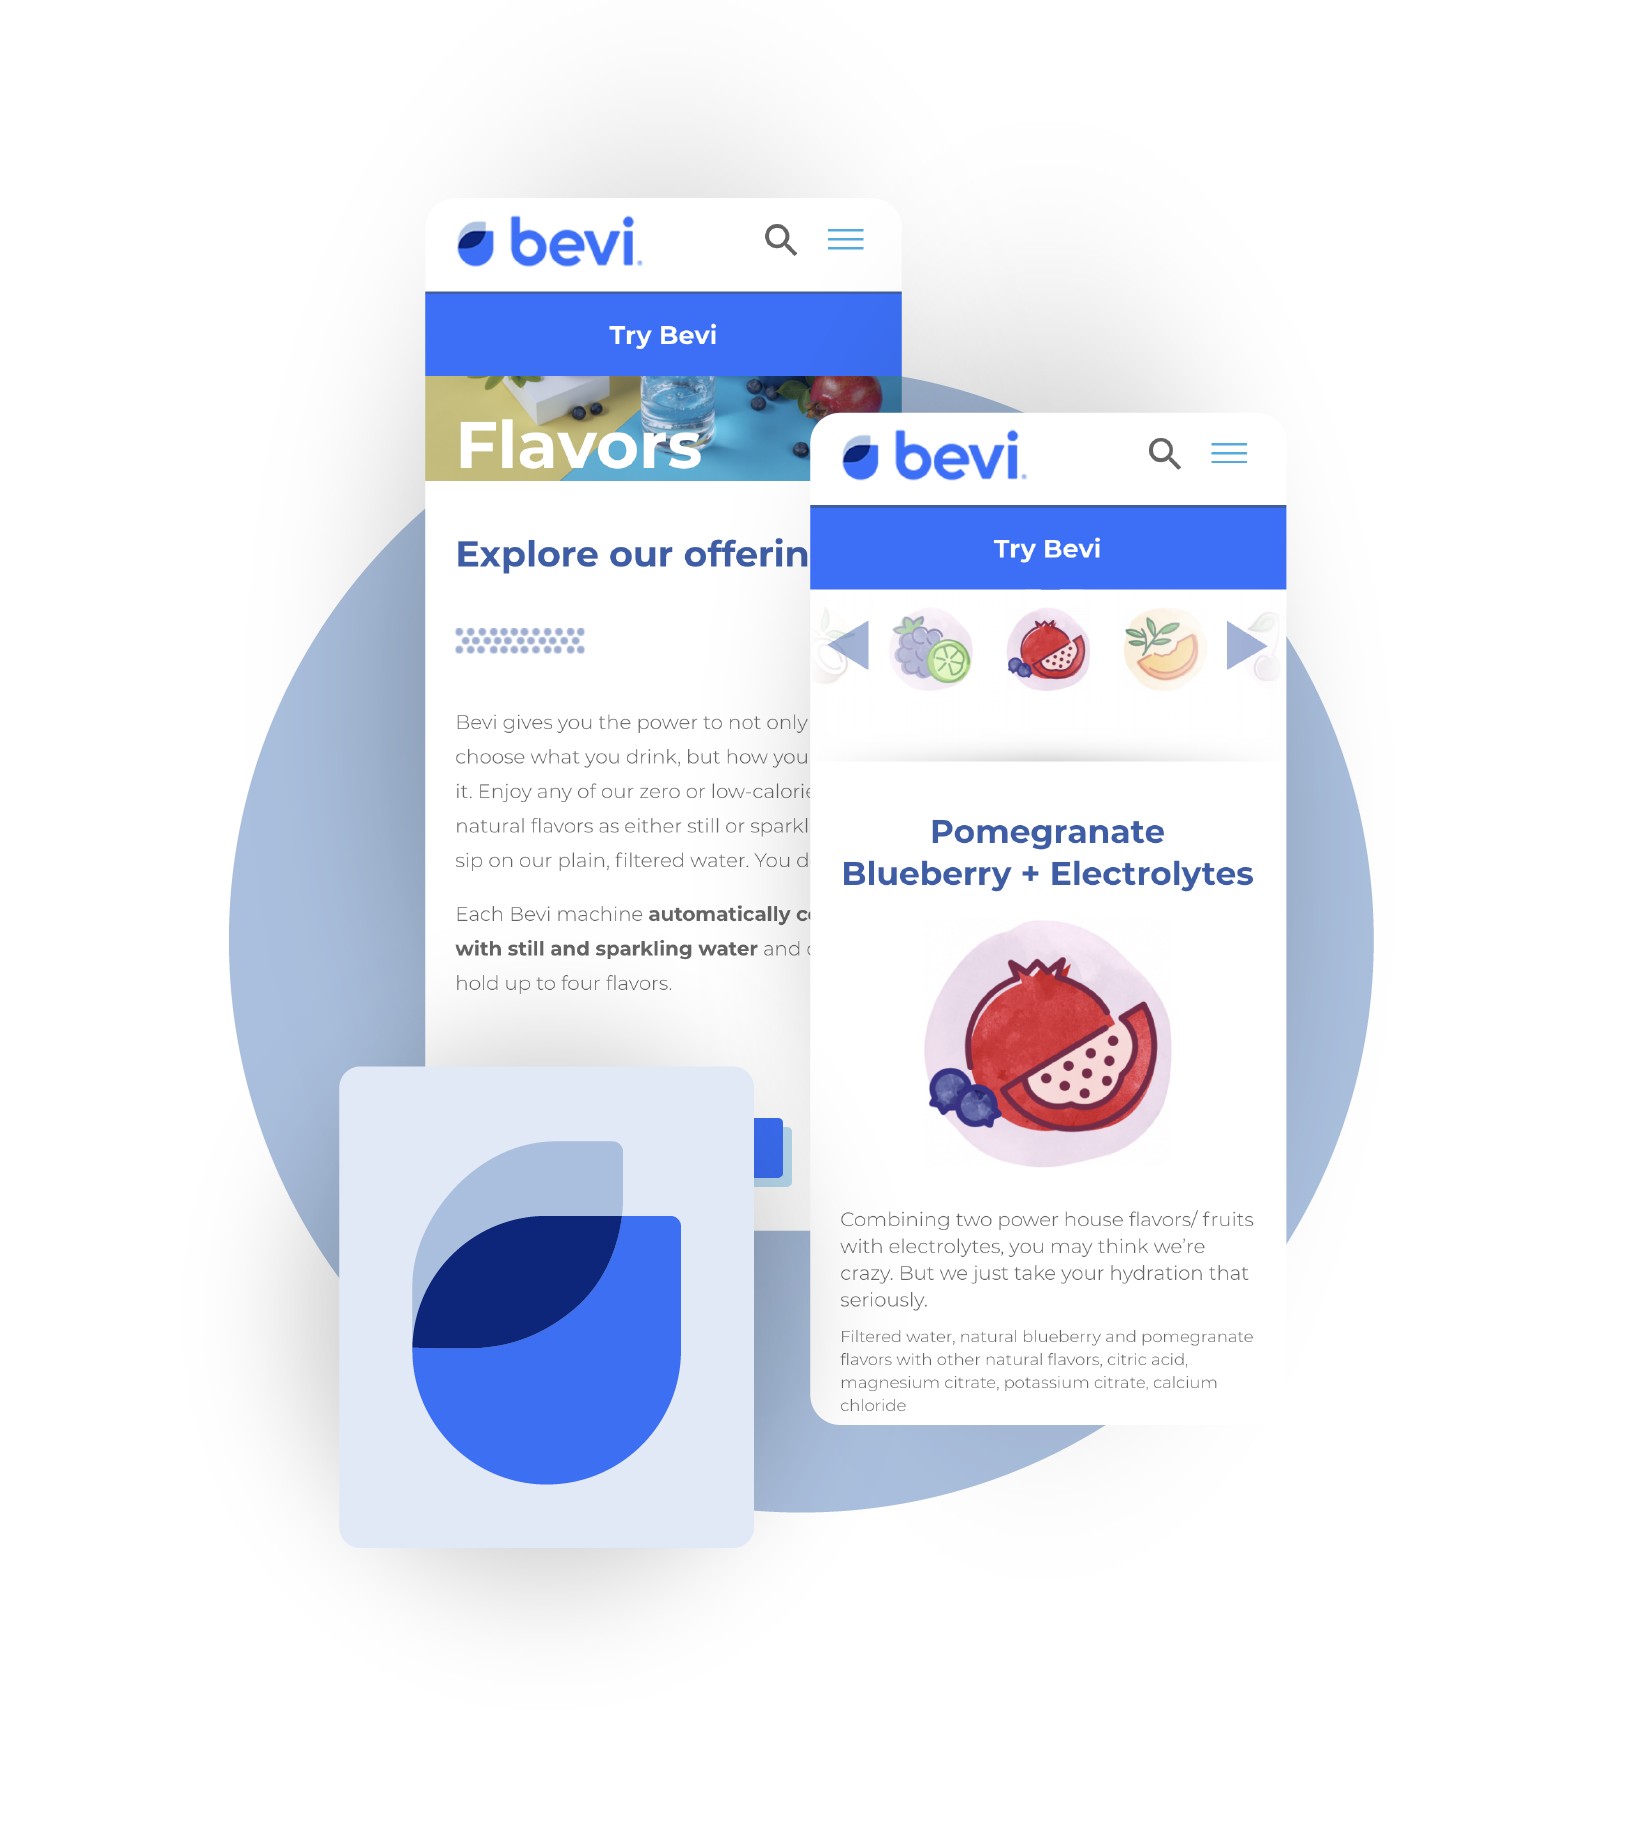 bevi
Try Bevi
Flavors
Explore our
Bevi gives you the power to not only
choose what you drink, but how you
it. Enjoy any of our zero or
natural flavors as either still or
sip on our plain, filtered water. You
Each Bevi machine automatically
with still and sparkling water and
hold up to four flavors.
bevi
Try Bevi
Pomegranate
Blueberry + Electrolytes
Combining two power house flavors/ fruits
with electrolytes, you may think we’re
crazy. But we just take your hydration that
seriously.
Filtered water, natural blueberry and pomegranate
flavors with other natural flavors, citric acid,
magnesium citrate, potassium citrate, calcium
chloride